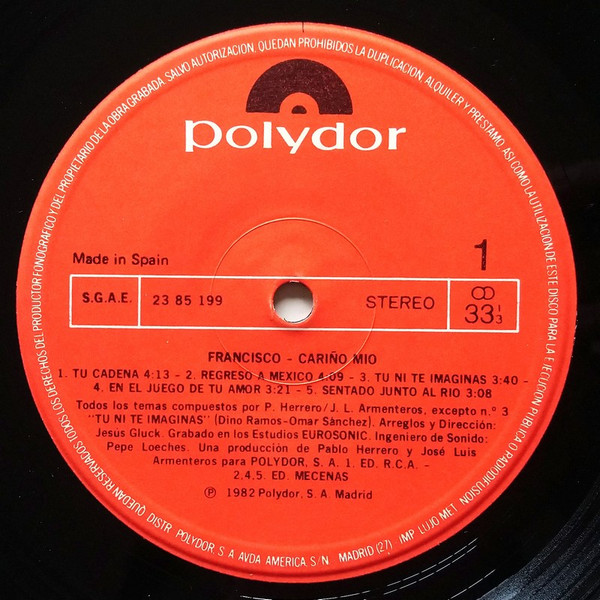 RESERVADOS TODOS LOS DERECHOS DEL PRODUCTOR FONOGRAFICO Y DEL PROPIETARIO DE LA OBRA GRABADA. SALVO AUTORIZACION, QUEDAN PROHIBIDOS LA DUPLICACION, ALQUILER Y PRESTAMO, ASI COMO LA UTILIZACION DE ESTE DISCO PARA LA EJECUCION PUBLICA O RADIODIFUSION.
polydor
Made in Spain
1
S.G.A.E.
23 85 199
STEREO
33 1/3
FRANCISCO - CARIÑO MIO
1. TU CADENA 4:13 - 2. REGRESO A MEXICO 4:09 - 3. TU NI TE IMAGINAS 3:40 -
4. EN EL JUEGO DE TU AMOR 3:21 - 5. SENTADO JUNTO AL RIO 3:08
Todos los temas compuestos por P. Herrero/J. L. Armenteros, excepto n.º 3
"TU NI TE IMAGINAS" (Dino Ramos-Omar Sánchez). Arreglos y Dirección:
Jesús Gluck. Grabado en los Estudios EUROSONIC. Ingeniero de Sonido:
Pepe Loeches. Una producción de Pablo Herrero y José Luis
Armenteros para POLYDOR, S. A. 1. ED. R.C.A. -
2,4,5. ED. MECENAS
Ⓟ 1982 Polydor. S. A. Madrid
QUEDAN
DISTR. POLYDOR S A AVDA AMERICA, S/N MADRID (27) IMP LUJO MET NO